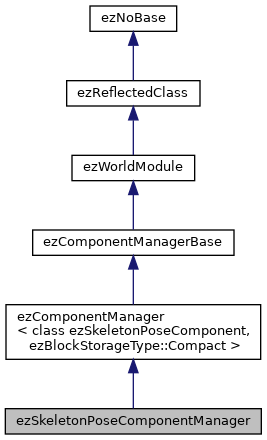 ezNoBase
ezReflectedClass
ezWorldModule
ezComponentManagerBase
ezComponentManager
< class ezSkeletonPoseComponent,
ezBlockStorageType::Compact >
ezSkeletonPoseComponentManager